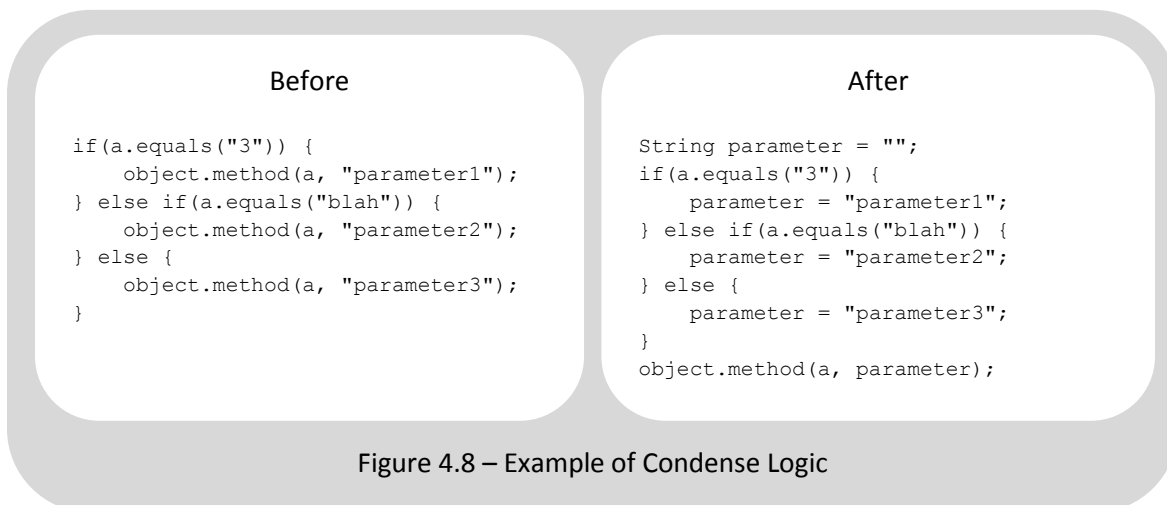 Before
if(a.equals("3")) {
    object.method(a, "parameter1");
} else if(a.equals("blah")) {
    object.method(a, "parameter2");
} else {
    object.method(a, "parameter3");
}
After
String parameter = "";
if(a.equals("3")) {
    parameter = "parameter1";
} else if(a.equals("blah")) {
    parameter = "parameter2";
} else {
    parameter = "parameter3";
}
object.method(a, parameter);
Figure 4.8 – Example of Condense Logic